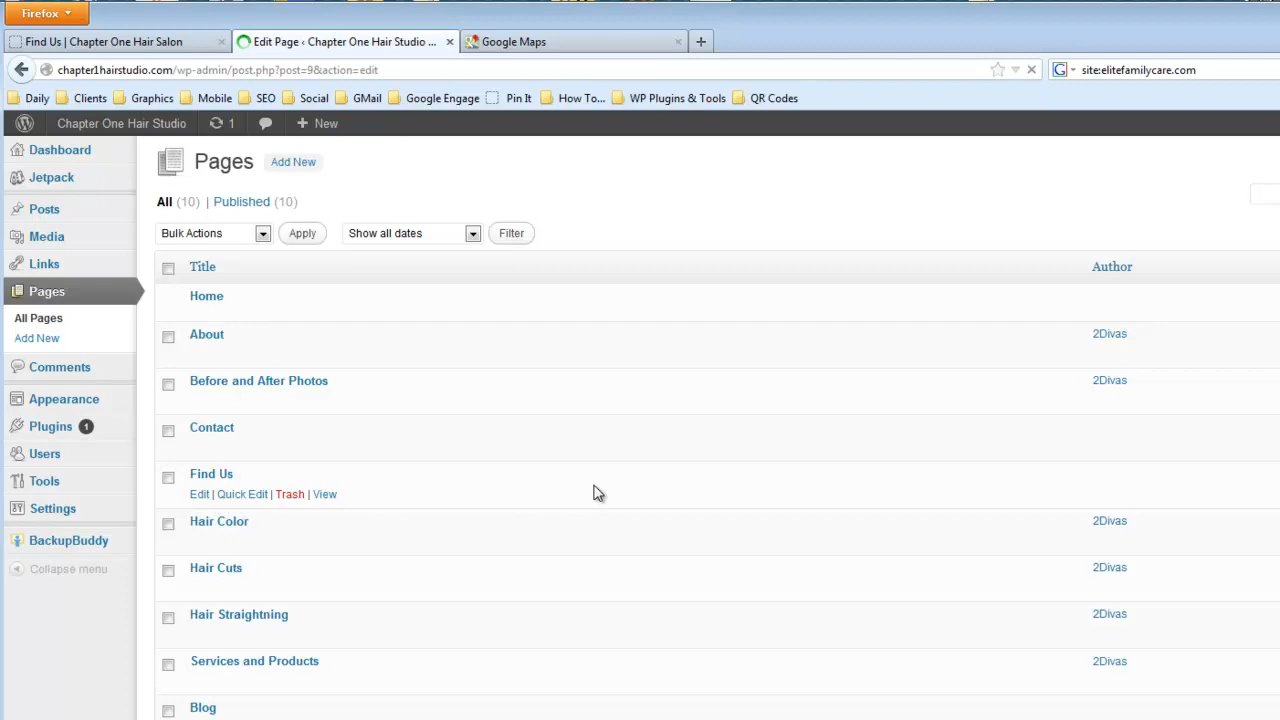 Firefox
Find Us | Chapter One Hair Salon
Edit Page ‹ Chapter One Hair Studio ...
Google Maps
chapter1hairstudio.com/wp-admin/post.php?post=9&action=edit
site:elitefamilycare.com
Daily Clients Graphics Mobile SEO Social GMail Google Engage Pin It How To... WP Plugins & Tools QR Codes
Chapter One Hair Studio 1 New
Dashboard
Jetpack
Posts
Media
Links
Pages
All Pages
Add New
Comments
Appearance
Plugins 1
Users
Tools
Settings
BackupBuddy
Collapse menu
Pages Add New
All (10) | Published (10)
Bulk Actions Apply Show all dates Filter
Title Author
Home
About 2Divas
Before and After Photos 2Divas
Contact
Find Us
Edit | Quick Edit | Trash | View
Hair Color 2Divas
Hair Cuts 2Divas
Hair Straightning 2Divas
Services and Products 2Divas
Blog